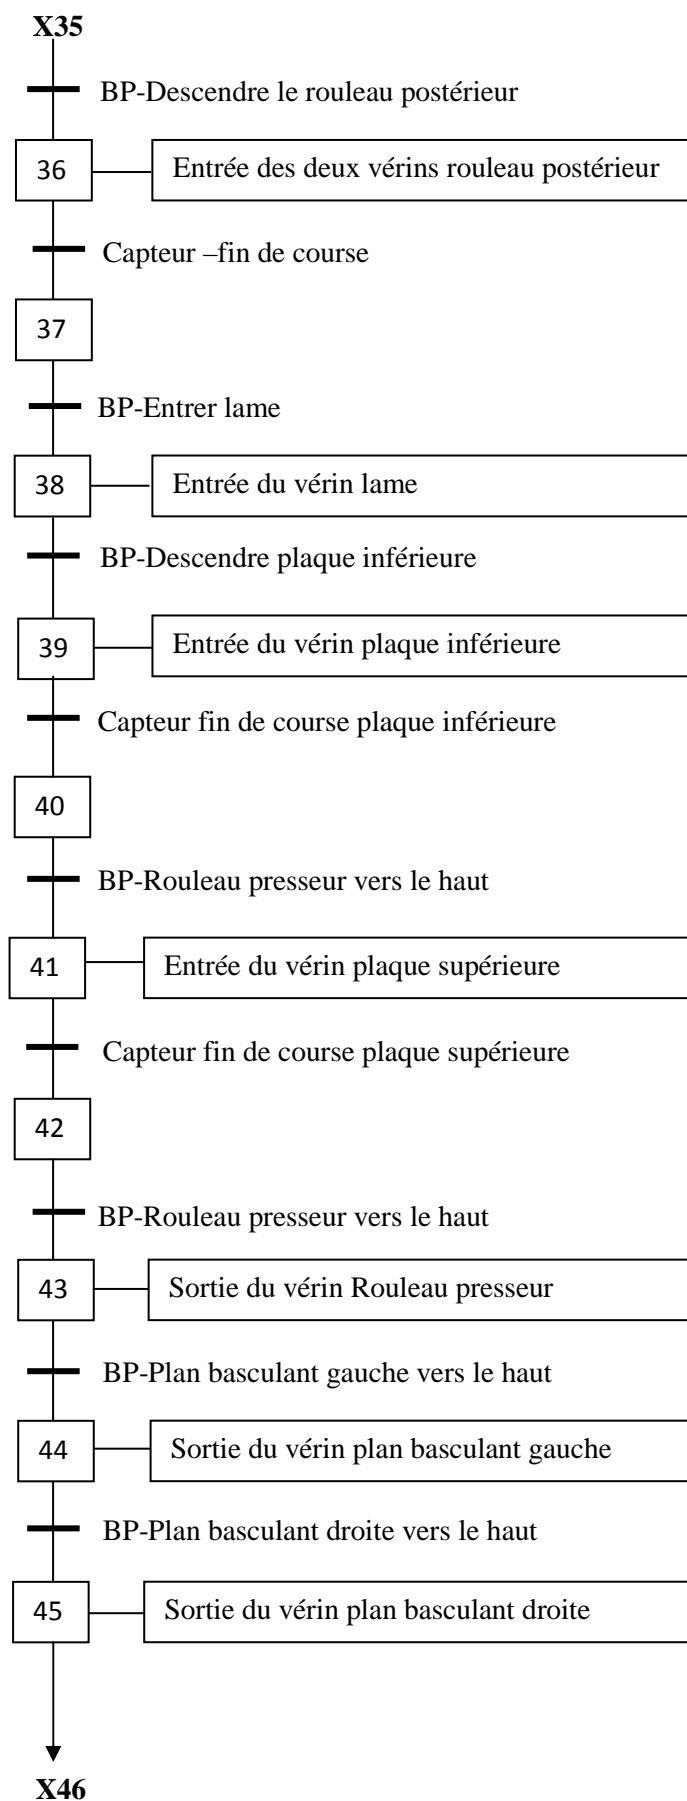 X35
BP-Descendre le rouleau postérieur
36
Entrée des deux vérins rouleau postérieur
Capteur –fin de course
37
BP-Entrer lame
38
Entrée du vérin lame
BP-Descendre plaque inférieure
39
Entrée du vérin plaque inférieure
Capteur fin de course plaque inférieure
40
BP-Rouleau presseur vers le haut
41
Entrée du vérin plaque supérieure
Capteur fin de course plaque supérieure
42
BP-Rouleau presseur vers le haut
43
Sortie du vérin Rouleau presseur
BP-Plan basculant gauche vers le haut
44
Sortie du vérin plan basculant gauche
BP-Plan basculant droite vers le haut
45
Sortie du vérin plan basculant droite
X46